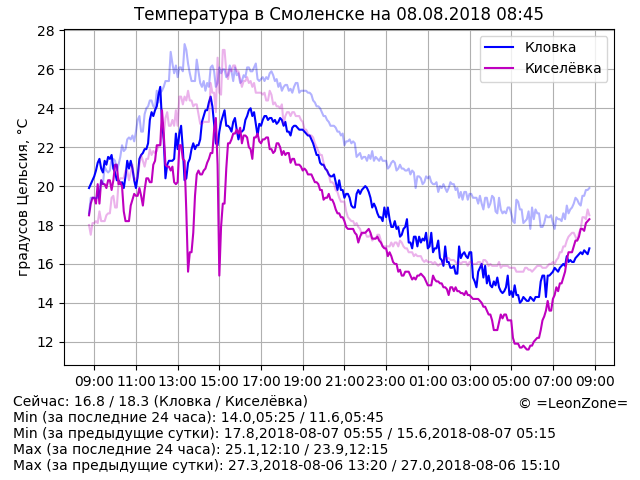 Температура в Смоленске на 08.08.2018 08:45
градусов Цельсия, °C
28
26
24
22
20
18
16
14
12
Кловка
Киселёвка
09:00 11:00 13:00 15:00 17:00 19:00 21:00 23:00 01:00 03:00 05:00 07:00 09:00
Сейчас: 16.8 / 18.3 (Кловка / Киселёвка)
© =LeonZone=
Min (за последние 24 часа): 14.0,05:25 / 11.6,05:45
Min (за предыдущие сутки): 17.8,2018-08-07 05:55 / 15.6,2018-08-07 05:15
Max (за последние 24 часа): 25.1,12:10 / 23.9,12:15
Max (за предыдущие сутки): 27.3,2018-08-06 13:20 / 27.0,2018-08-06 15:10